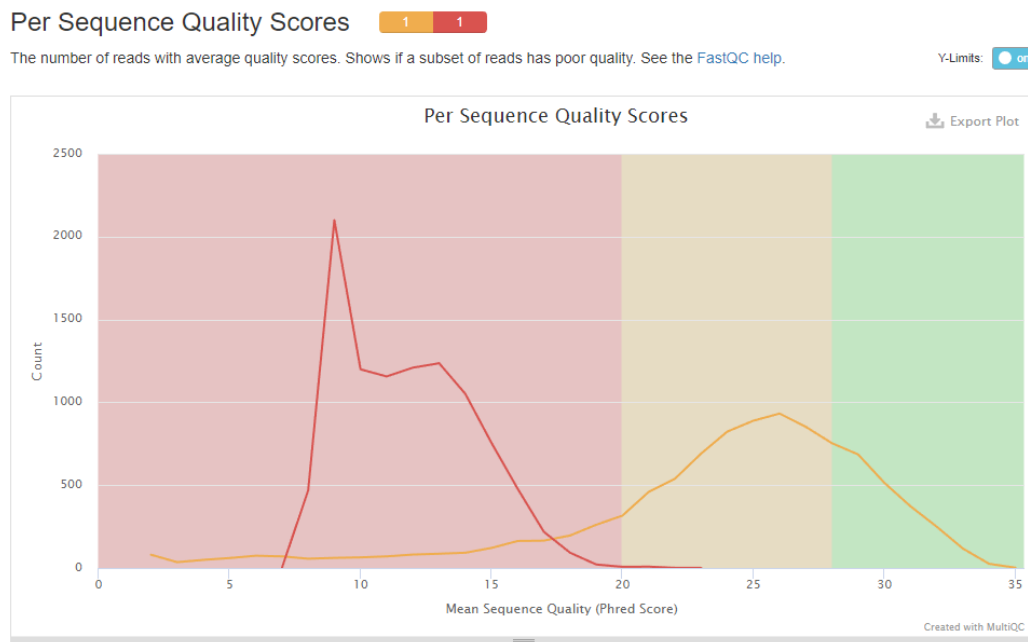 Per Sequence Quality Scores 1 1
The number of reads with average quality scores. Shows if a subset of reads has poor quality. See the FastQC help.
Y-Limits: on
Per Sequence Quality Scores
Export Plot
2500
2000
1500
1000
500
0
Count
0 5 10 15 20 25 30 35
Mean Sequence Quality (Phred Score)
Created with MultiQC